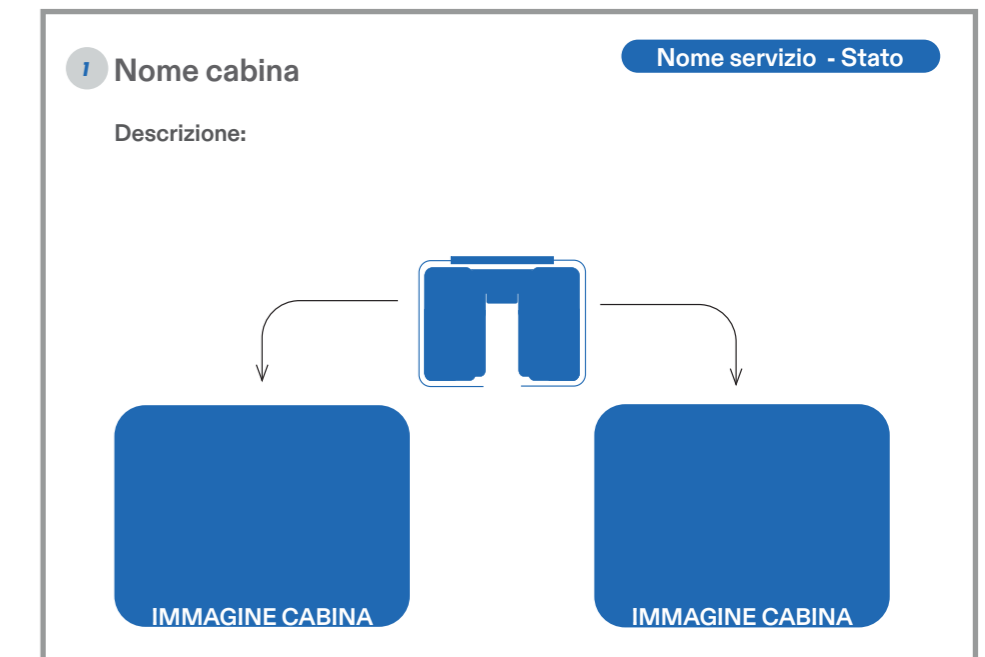 1 Nome cabina
Nome servizio - Stato
Descrizione:
IMMAGINE CABINA
IMMAGINE CABINA